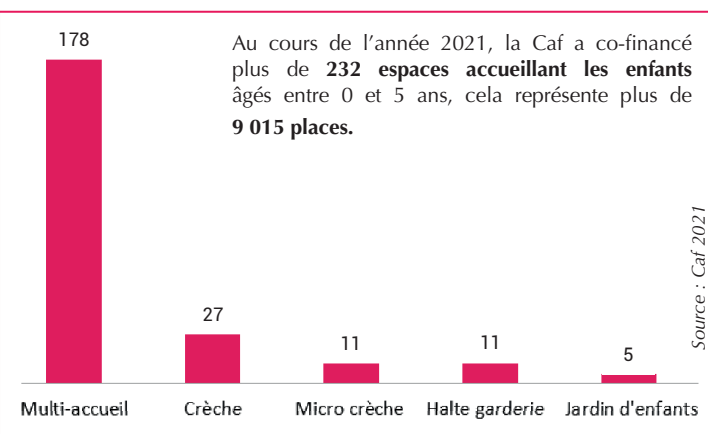 178
Au cours de l’année 2021, la Caf a co-financé
plus de 232 espaces accueillant les enfants
âgés entre 0 et 5 ans, cela représente plus de
9 015 places.
27
11
11
5
Source : Caf 2021
Multi-accueil
Crèche
Micro crèche
Halte garderie
Jardin d'enfants